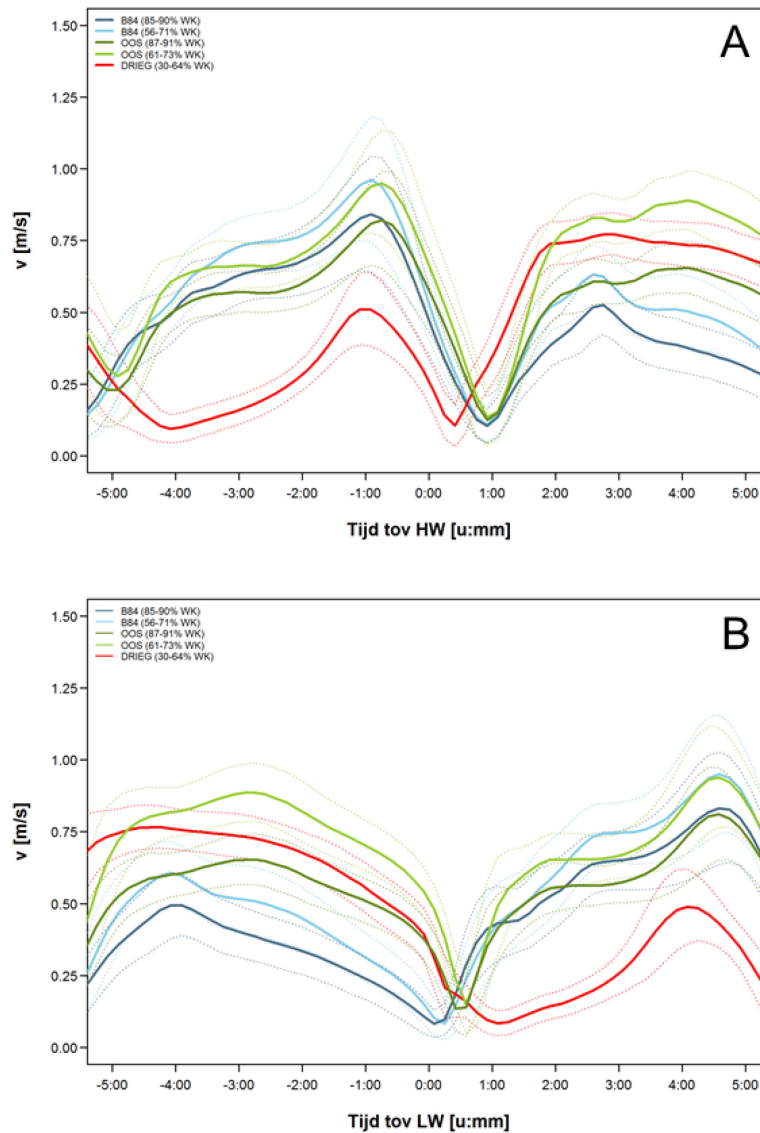 A
B84 (85-90% WK)
B84 (56-71% WK)
OOS (87-91% WK)
OOS (61-73% WK)
DRIEG (30-64% WK)
1.50
1.25
1.00
0.75
0.50
0.25
0.00
v [m/s]
-5:00 -4:00 -3:00 -2:00 -1:00 0:00 1:00 2:00 3:00 4:00 5:00
Tijd tov HW [u:mm]
B
B84 (85-90% WK)
B84 (56-71% WK)
OOS (87-91% WK)
OOS (61-73% WK)
DRIEG (30-64% WK)
1.50
1.25
1.00
0.75
0.50
0.25
0.00
v [m/s]
-5:00 -4:00 -3:00 -2:00 -1:00 0:00 1:00 2:00 3:00 4:00 5:00
Tijd tov LW [u:mm]